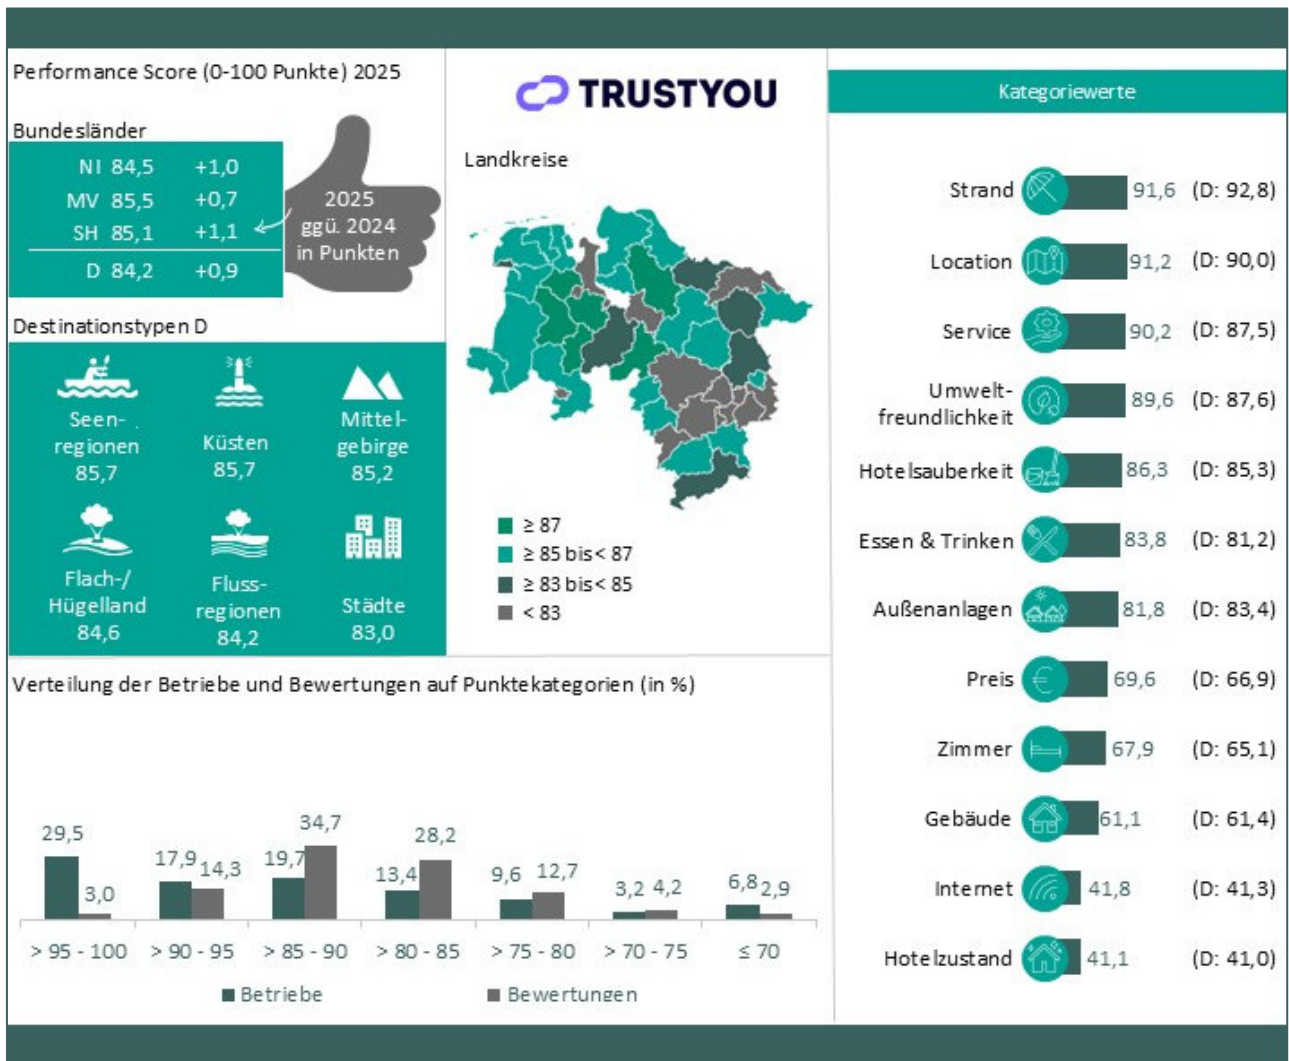 Performance Score (0-100 Punkte) 2025
Bundesländer
NI 84,5 +1,0
MV 85,5 +0,7
SH 85,1 +1,1
D 84,2 +0,9
2025
ggü. 2024
in Punkten
Destinationstypen D
Seen-
regionen
85,7
Küsten
85,7
Mittel-
gebirge
85,2
Flach-/
Hügelland
84,6
Fluss-
regionen
84,2
Städte
83,0
TRUSTYOU
Landkreise
≥ 87
≥ 85 bis < 87
≥ 83 bis < 85
< 83
Kategoriewerte
Strand 91,6 (D: 92,8)
Location 91,2 (D: 90,0)
Service 90,2 (D: 87,5)
Umwelt-
freundlichkeit 89,6 (D: 87,6)
Hotelsauberkeit 86,3 (D: 85,3)
Essen & Trinken 83,8 (D: 81,2)
Außenanlagen 81,8 (D: 83,4)
Preis 69,6 (D: 66,9)
Zimmer 67,9 (D: 65,1)
Gebäude 61,1 (D: 61,4)
Internet 41,8 (D: 41,3)
Hotelzustand 41,1 (D: 41,0)
Verteilung der Betriebe und Bewertungen auf Punktekategorien (in %)
29,5 3,0 17,9 14,3 19,7 34,7 13,4 28,2 9,6 12,7 3,2 4,2 6,8 2,9
> 95 - 100 > 90 - 95 > 85 - 90 > 80 - 85 > 75 - 80 > 70 - 75 ≤ 70
Betriebe Bewertungen